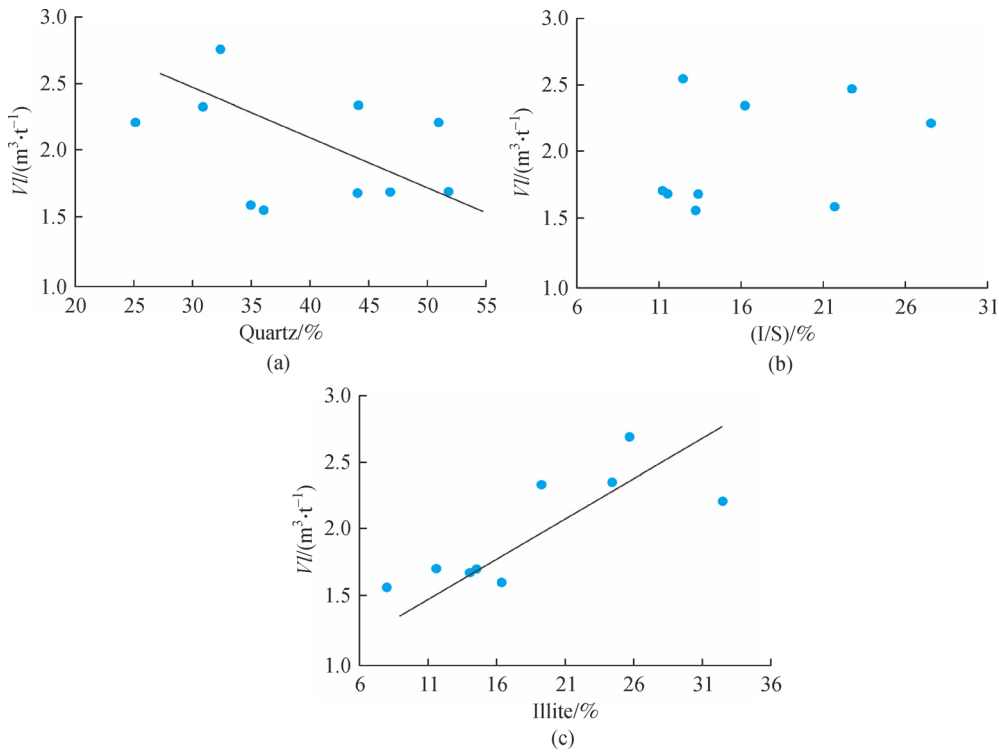 3.0
2.5
2.0
1.5
1.0
Vl/(m³·t⁻¹)
20 25 30 35 40 45 50 55
Quartz/%
(a)
3.0
2.5
2.0
1.5
1.0
Vl/(m³·t⁻¹)
6 11 16 21 26 31
(I/S)/%
(b)
3.0
2.5
2.0
1.5
1.0
Vl/(m³·t⁻¹)
6 11 16 21 26 31 36
Illite/%
(c)